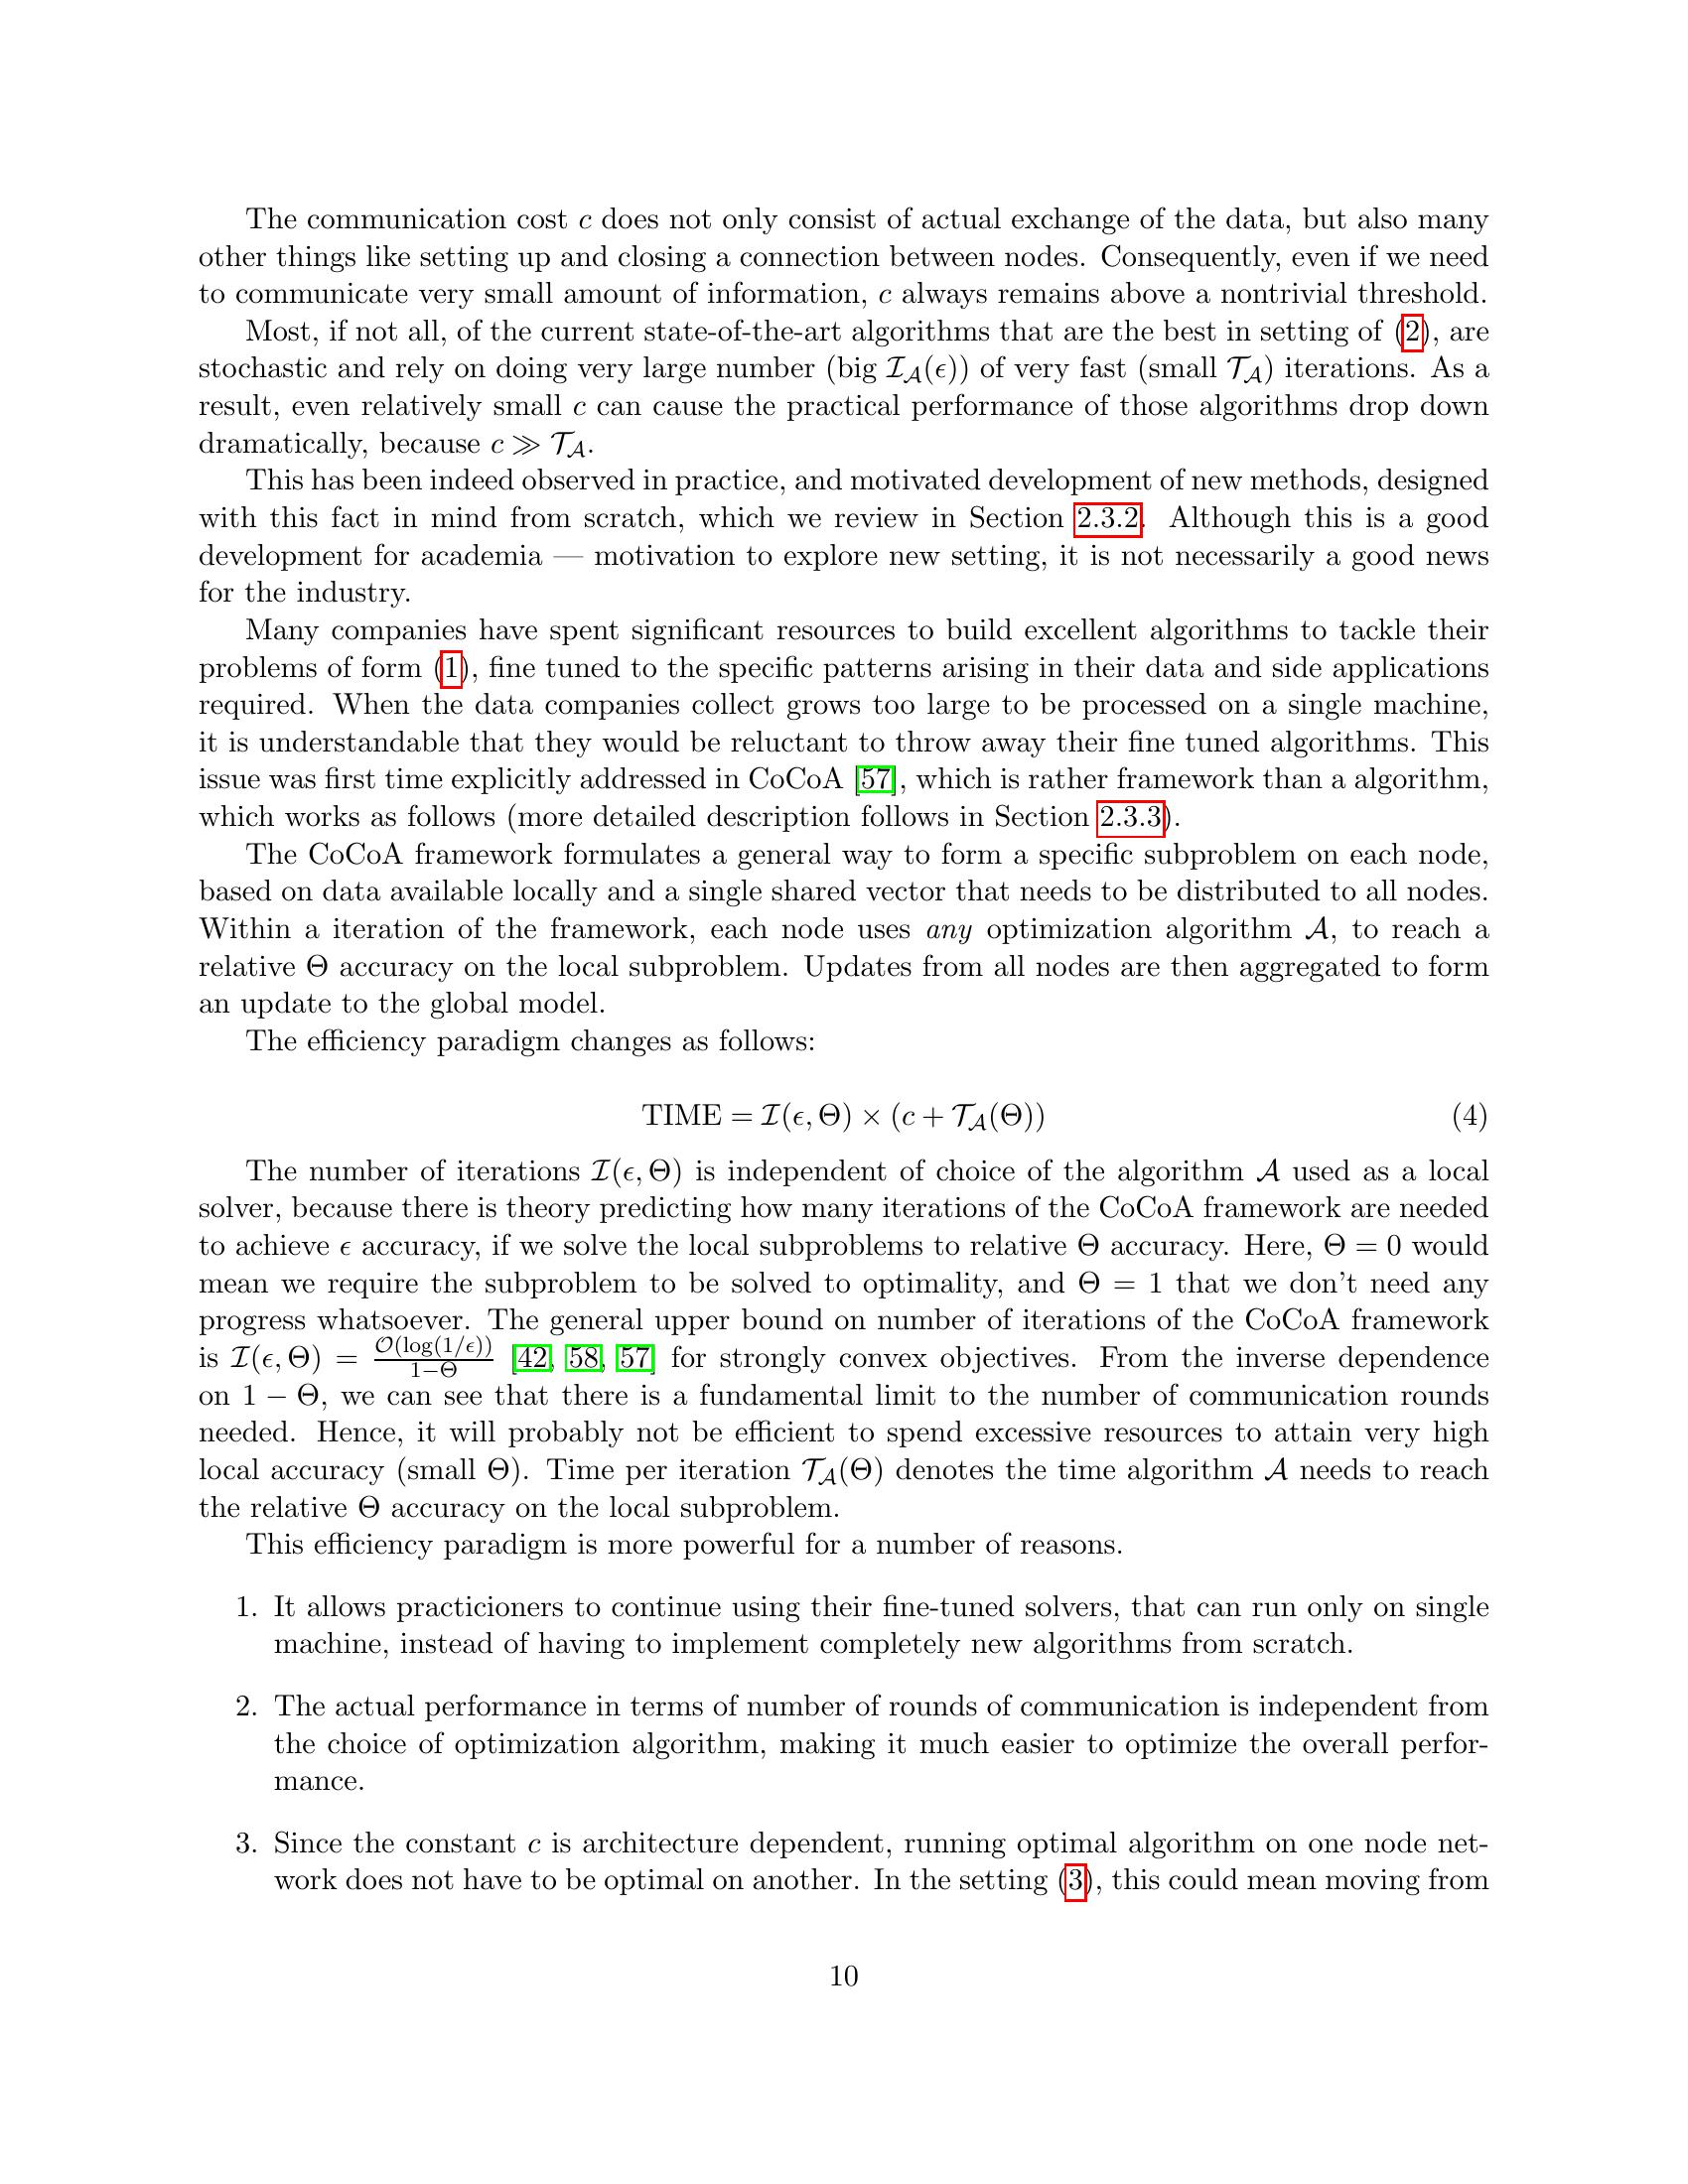 The communication cost c does not only consist of actual exchange of the data, but also many
other things like setting up and closing a connection between nodes. Consequently, even if we need
to communicate very small amount of information, c always remains above a nontrivial threshold.
Most, if not all, of the current state-of-the-art algorithms that are the best in setting of (2), are
stochastic and rely on doing very large number (big $\mathcal{I}_{\mathcal{A}}(\epsilon)$) of very fast (small $\mathcal{T}_{\mathcal{A}}$) iterations. As a
result, even relatively small c can cause the practical performance of those algorithms drop down
dramatically, because $c \gg \mathcal{T}_{\mathcal{A}}$.
This has been indeed observed in practice, and motivated development of new methods, designed
with this fact in mind from scratch, which we review in Section 2.3.2. Although this is a good
development for academia — motivation to explore new setting, it is not necessarily a good news
for the industry.
Many companies have spent significant resources to build excellent algorithms to tackle their
problems of form (1), fine tuned to the specific patterns arising in their data and side applications
required. When the data companies collect grows too large to be processed on a single machine,
it is understandable that they would be reluctant to throw away their fine tuned algorithms. This
issue was first time explicitly addressed in CoCoA [57], which is rather framework than a algorithm,
which works as follows (more detailed description follows in Section 2.3.3).
The CoCoA framework formulates a general way to form a specific subproblem on each node,
based on data available locally and a single shared vector that needs to be distributed to all nodes.
Within a iteration of the framework, each node uses any optimization algorithm $\mathcal{A}$, to reach a
relative Θ accuracy on the local subproblem. Updates from all nodes are then aggregated to form
an update to the global model.
The efficiency paradigm changes as follows:
$\text{TIME} = \mathcal{I}(\epsilon, \Theta) \times (c + \mathcal{T}_{\mathcal{A}}(\Theta))$ (4)
The number of iterations $\mathcal{I}(\epsilon, \Theta)$ is independent of choice of the algorithm $\mathcal{A}$ used as a local
solver, because there is theory predicting how many iterations of the CoCoA framework are needed
to achieve ϵ accuracy, if we solve the local subproblems to relative Θ accuracy. Here, Θ = 0 would
mean we require the subproblem to be solved to optimality, and Θ = 1 that we don't need any
progress whatsoever. The general upper bound on number of iterations of the CoCoA framework
is $\mathcal{I}(\epsilon, \Theta) = \frac{\mathcal{O}(\log(1/\epsilon))}{1-\Theta}$ [42, 58, 57] for strongly convex objectives. From the inverse dependence
on 1 − Θ, we can see that there is a fundamental limit to the number of communication rounds
needed. Hence, it will probably not be efficient to spend excessive resources to attain very high
local accuracy (small Θ). Time per iteration $\mathcal{T}_{\mathcal{A}}(\Theta)$ denotes the time algorithm $\mathcal{A}$ needs to reach
the relative Θ accuracy on the local subproblem.
This efficiency paradigm is more powerful for a number of reasons.
1. It allows practicioners to continue using their fine-tuned solvers, that can run only on single
machine, instead of having to implement completely new algorithms from scratch.
2. The actual performance in terms of number of rounds of communication is independent from
the choice of optimization algorithm, making it much easier to optimize the overall perfor-
mance.
3. Since the constant c is architecture dependent, running optimal algorithm on one node net-
work does not have to be optimal on another. In the setting (3), this could mean moving from
10